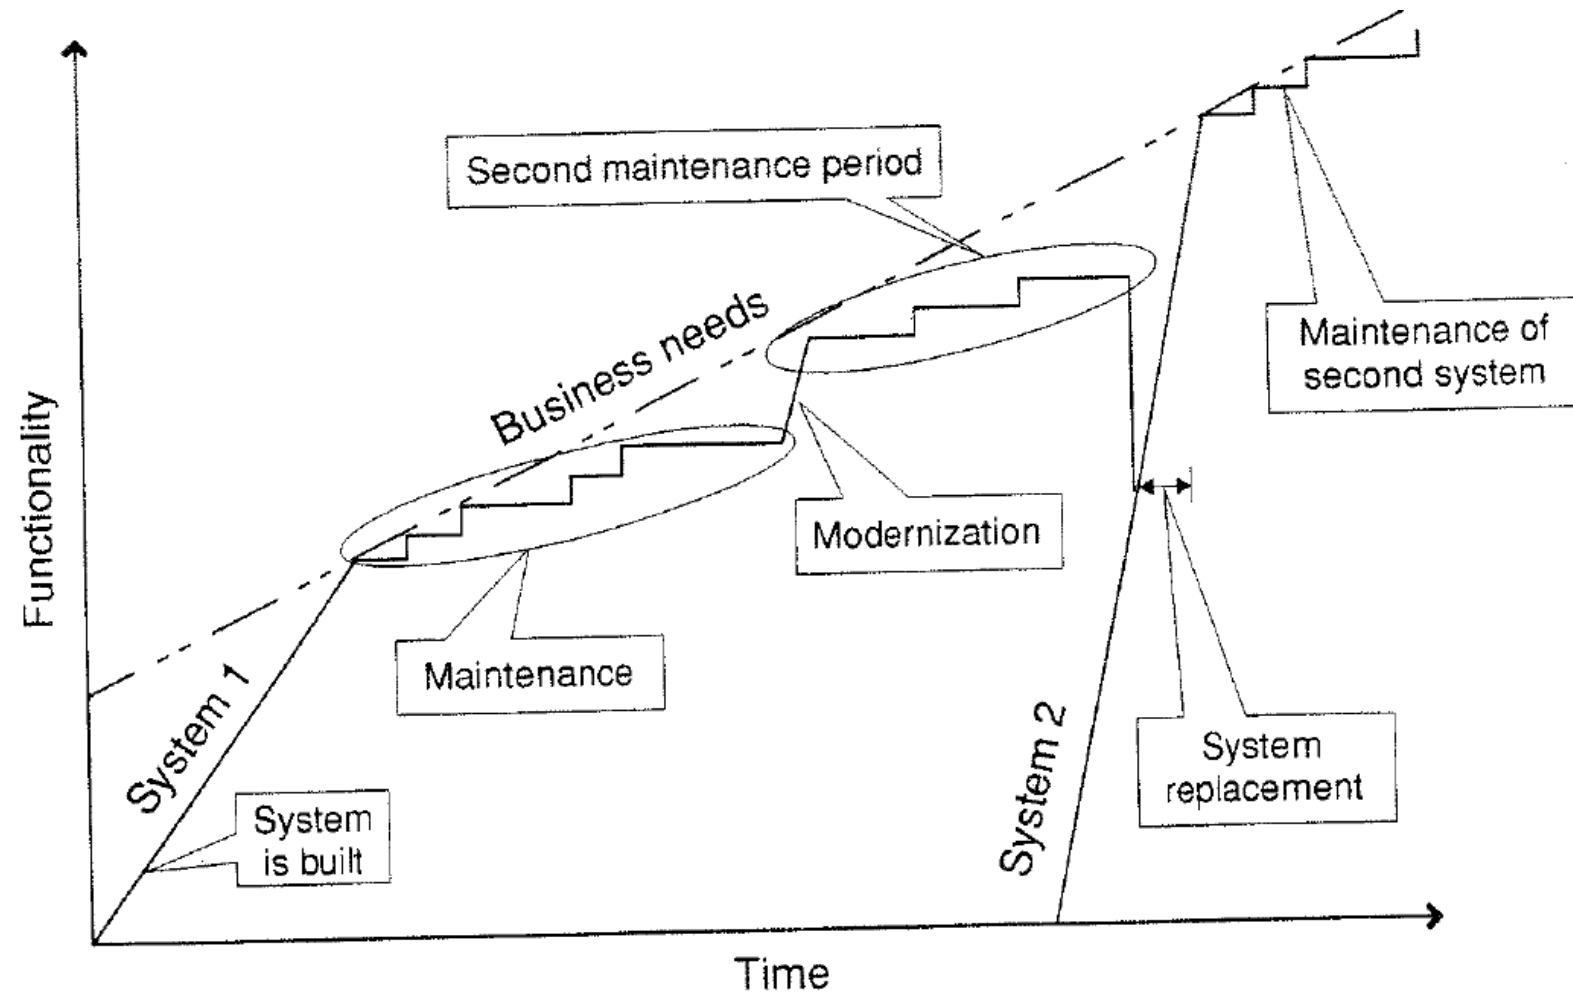 Second maintenance period
Business needs
Maintenance of
second system
Functionality
Modernization
Maintenance
System 1
System 2
System
replacement
System
is built
Time